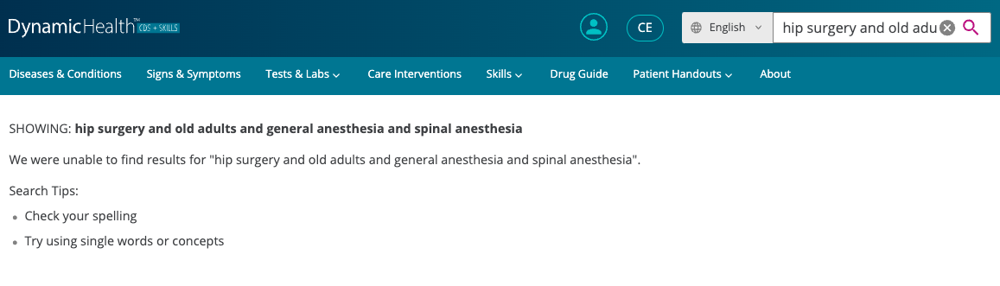 DynamicHealth™ CDS + SKILLS
CE
English
hip surgery and old adu
Diseases & Conditions Signs & Symptoms Tests & Labs Care Interventions Skills Drug Guide Patient Handouts About
SHOWING: hip surgery and old adults and general anesthesia and spinal anesthesia
We were unable to find results for "hip surgery and old adults and general anesthesia and spinal anesthesia".
Search Tips:
• Check your spelling
• Try using single words or concepts